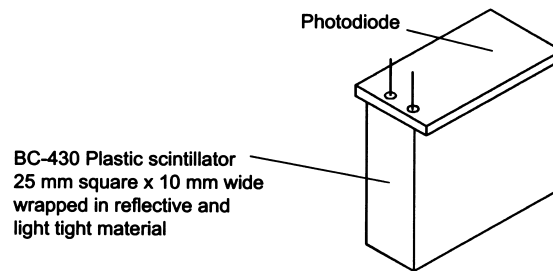 Photodiode
BC-430 Plastic scintillator
25 mm square x 10 mm wide
wrapped in reflective and
light tight material